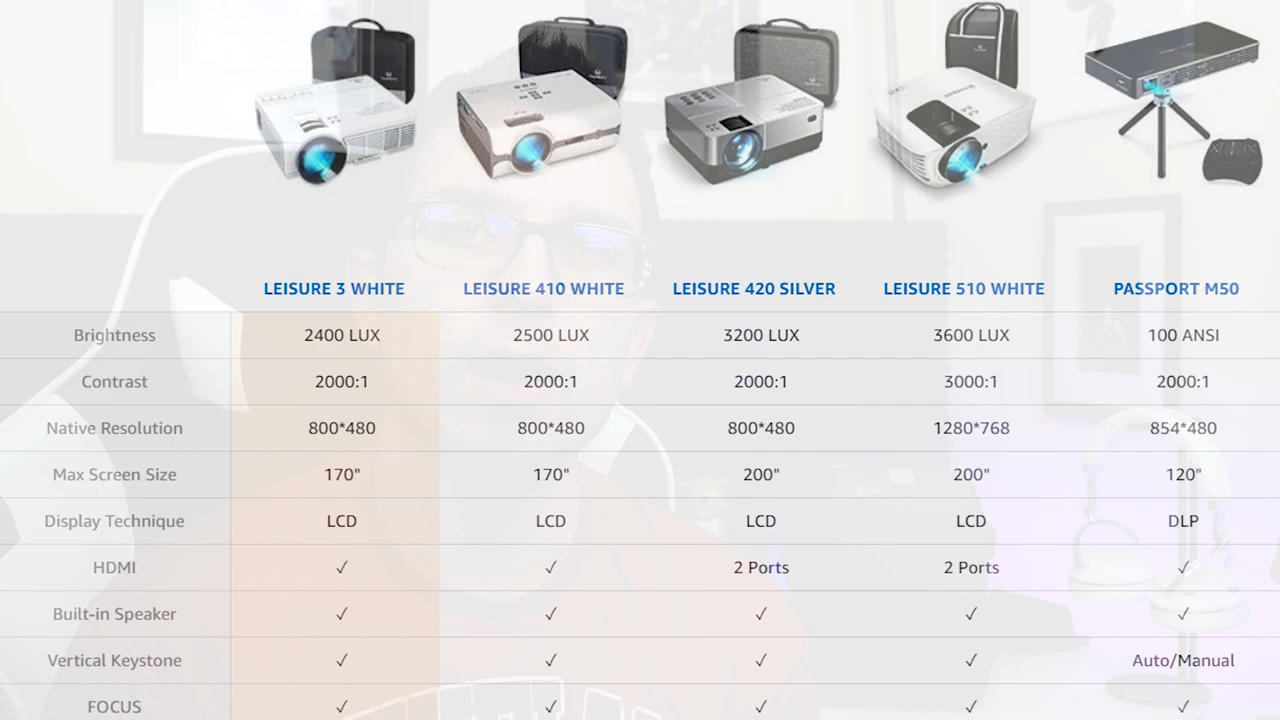 LEISURE 3 WHITE LEISURE 410 WHITE LEISURE 420 SILVER LEISURE 510 WHITE PASSPORT M50
Brightness 2400 LUX 2500 LUX 3200 LUX 3600 LUX 100 ANSI
Contrast 2000:1 2000:1 2000:1 3000:1 2000:1
Native Resolution 800*480 800*480 800*480 1280*768 854*480
Max Screen Size 170" 170" 200" 200" 120"
Display Technique LCD LCD LCD LCD DLP
HDMI ✓ ✓ 2 Ports 2 Ports ✓
Built-in Speaker ✓ ✓ ✓ ✓ ✓
Vertical Keystone ✓ ✓ ✓ ✓ Auto/Manual
FOCUS ✓ ✓ ✓ ✓ ✓